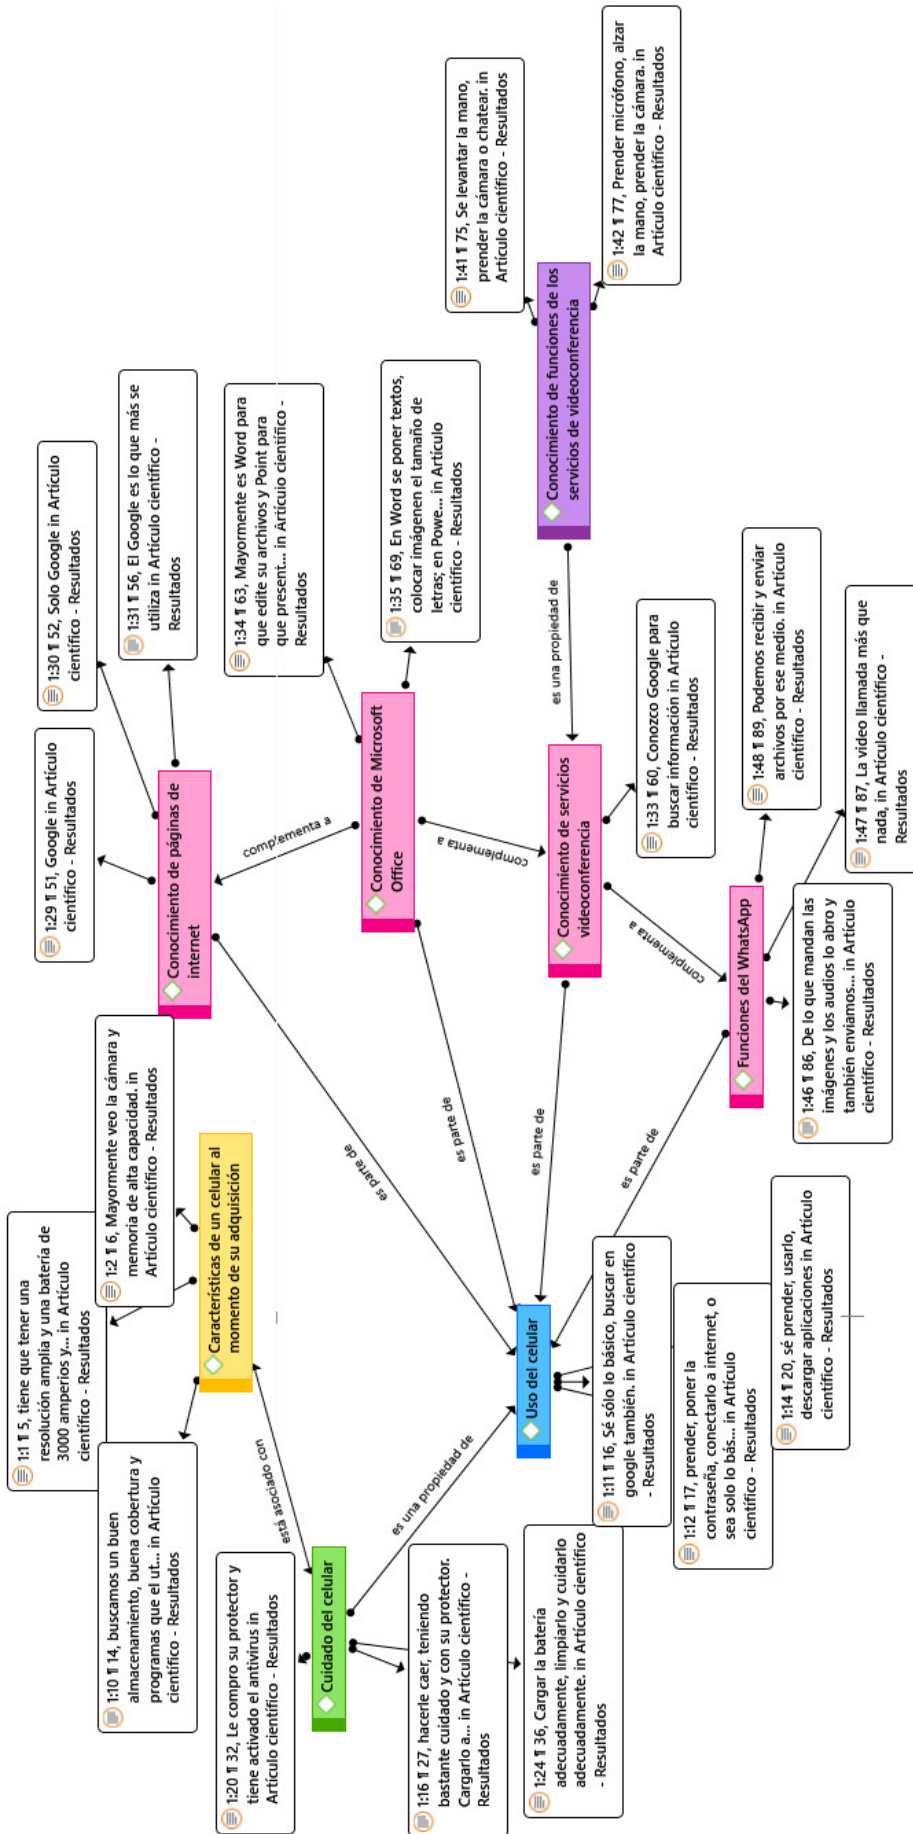 1:10 ¶ 14, buscamos un buen
almacenamiento, buena cobertura y
programas que el ut... in Artículo
científico - Resultados
1:1 ¶ 5, tiene que tener una
resolución amplia y una batería de
3000 amperios y... in Artículo
científico - Resultados
1:2 ¶ 6, Mayormente veo la cámara y
memoria de alta capacidad. in
Artículo científico - Resultados
1:29 ¶ 51, Google in Artículo
científico - Resultados
1:30 ¶ 52, Solo Google in Artículo
científico - Resultados
1:31 ¶ 56, El Google es lo que más se
utiliza in Artículo científico -
Resultados
Características de un celular al
momento de su adquisición
Conocimiento de páginas de
internet
1:20 ¶ 32, Le compro su protector y
tiene activado el antivirus in
Artículo científico - Resultados
está asociado con
complementa a
1:34 ¶ 63, Mayormente es Word para
que edite su archivos y Point para
que present... in Artículo científico -
Resultados
Cuidado del celular
es una propiedad de
es parte de
Conocimiento de Microsoft
Office
1:35 ¶ 69, En Word se poner textos,
colocar imágenen el tamaño de
letras; en Powe... in Artículo
científico - Resultados
1:16 ¶ 27, hacerle caer, teniendo
bastante cuidado y con su protector.
Cargarlo a... in Artículo científico -
Resultados
es parte de
complementa a
1:41 ¶ 75, Se levantar la mano,
prender la cámara o chatear. in
Artículo científico - Resultados
Uso del celular
es parte de
Conocimiento de servicios
videoconferencia
es una propiedad de
Conocimiento de funciones de los
servicios de videoconferencia
1:24 ¶ 36, Cargar la batería
adecuadamente, limpiarlo y cuidarlo
adecuadamente. in Artículo científico
- Resultados
1:11 ¶ 16, Sé sólo lo básico, buscar en
google también. in Artículo científico
- Resultados
es parte de
complementa a
1:33 ¶ 60, Conozco Google para
buscar información in Artículo
científico - Resultados
1:42 ¶ 77, Prender micrófono, alzar
la mano, prender la cámara. in
Artículo científico - Resultados
1:12 ¶ 17, prender, poner la
contraseña, conectarlo a internet, o
sea solo lo bás... in Artículo
científico - Resultados
Funciones del WhatsApp
1:48 ¶ 89, Podemos recibir y enviar
archivos por ese medio. in Artículo
científico - Resultados
1:14 ¶ 20, sé prender, usarlo,
descargar aplicaciones in Artículo
científico - Resultados
1:46 ¶ 86, De lo que mandan las
imágenes y los audios lo abro y
también enviamos... in Artículo
científico - Resultados
1:47 ¶ 87, La video llamada más que
nada, in Artículo científico -
Resultados